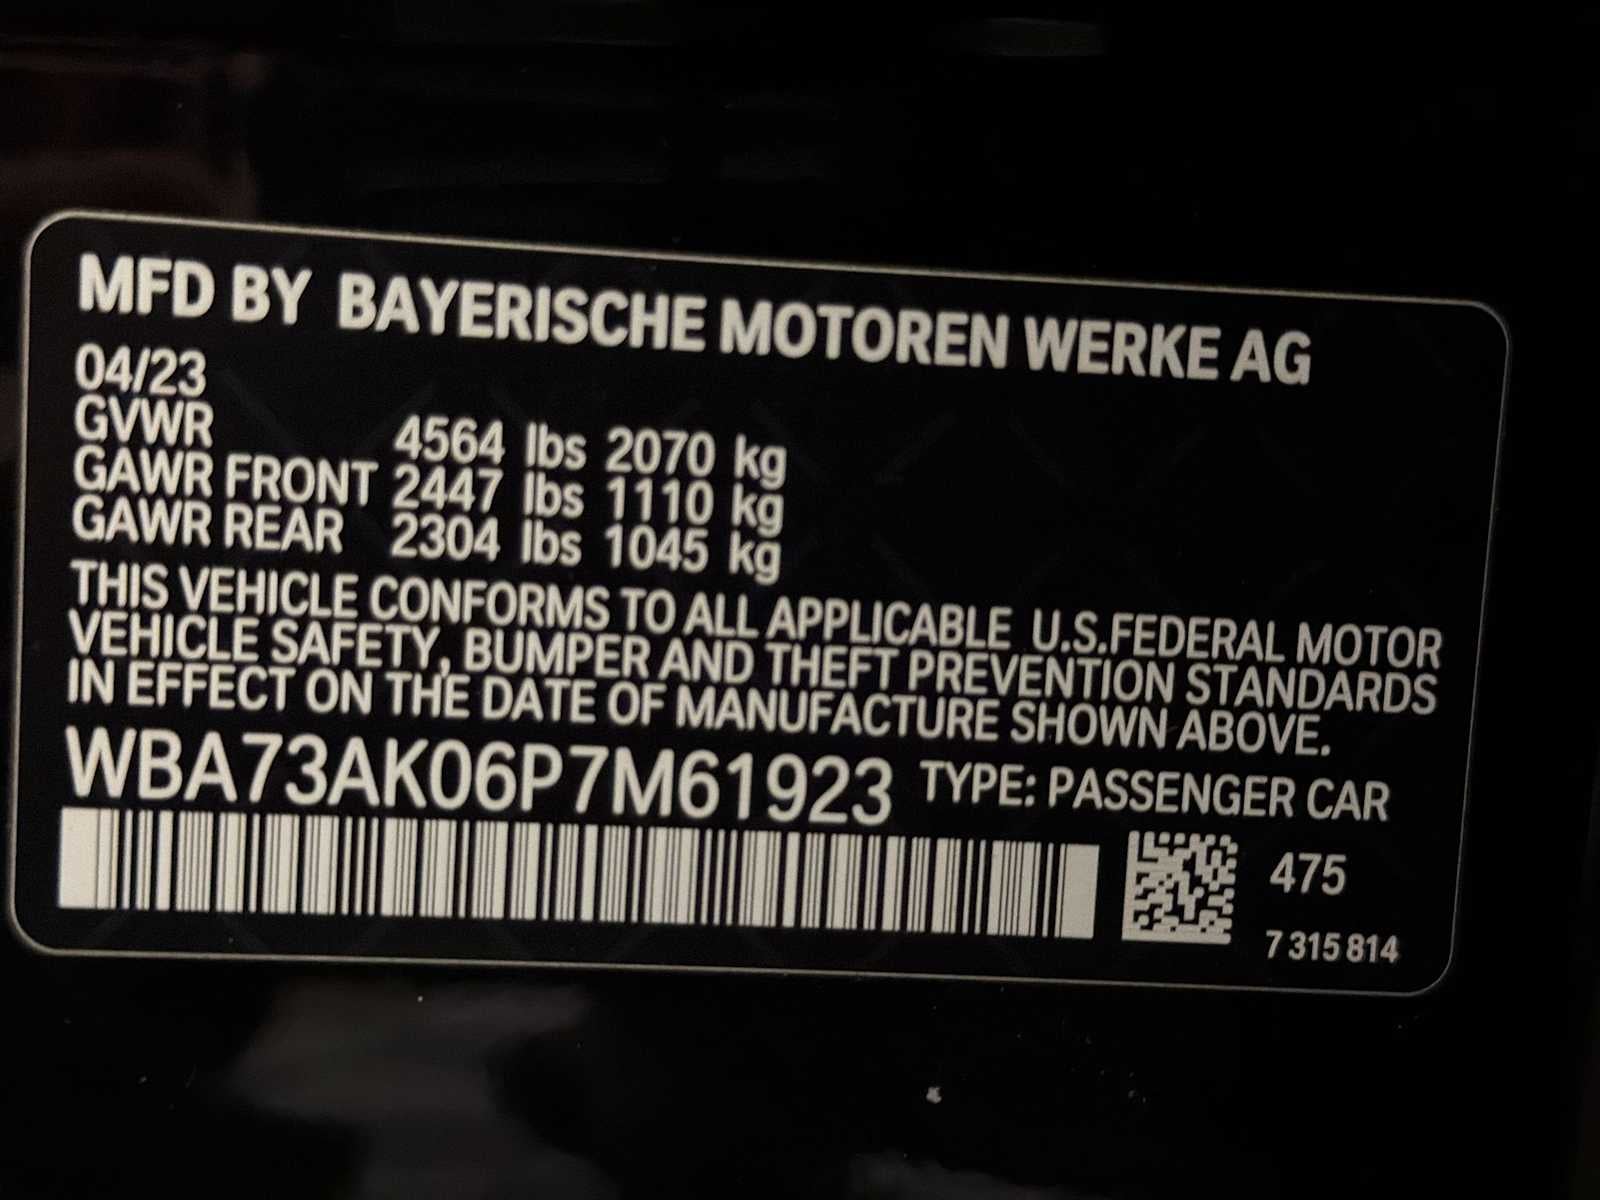 MFD BY BAYERISCHE MOTOREN WERKE AG
04/23
GVWR 4564 lbs 2070 kg
GAWR FRONT 2447 lbs 1110 kg
GAWR REAR 2304 lbs 1045 kg
THIS VEHICLE CONFORMS TO ALL APPLICABLE U.S.FEDERAL MOTOR
VEHICLE SAFETY, BUMPER AND THEFT PREVENTION STANDARDS
IN EFFECT ON THE DATE OF MANUFACTURE SHOWN ABOVE.
WBA73AK06P7M61923 TYPE: PASSENGER CAR
475
7 315 814